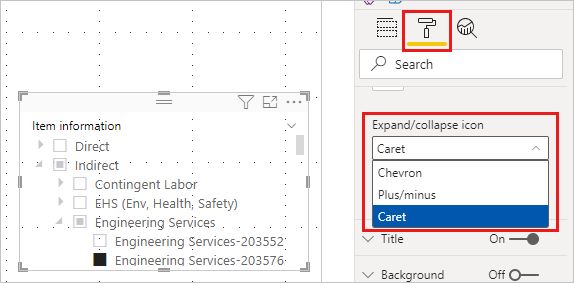 Search
Item information
Direct
Indirect
Contingent Labor
EHS (Env, Health, Safety)
Engineering Services
Engineering Services-203552
Engineering Services-203576
Expand/collapse icon
Caret
Chevron
Plus/minus
Caret
Title On
Background Off